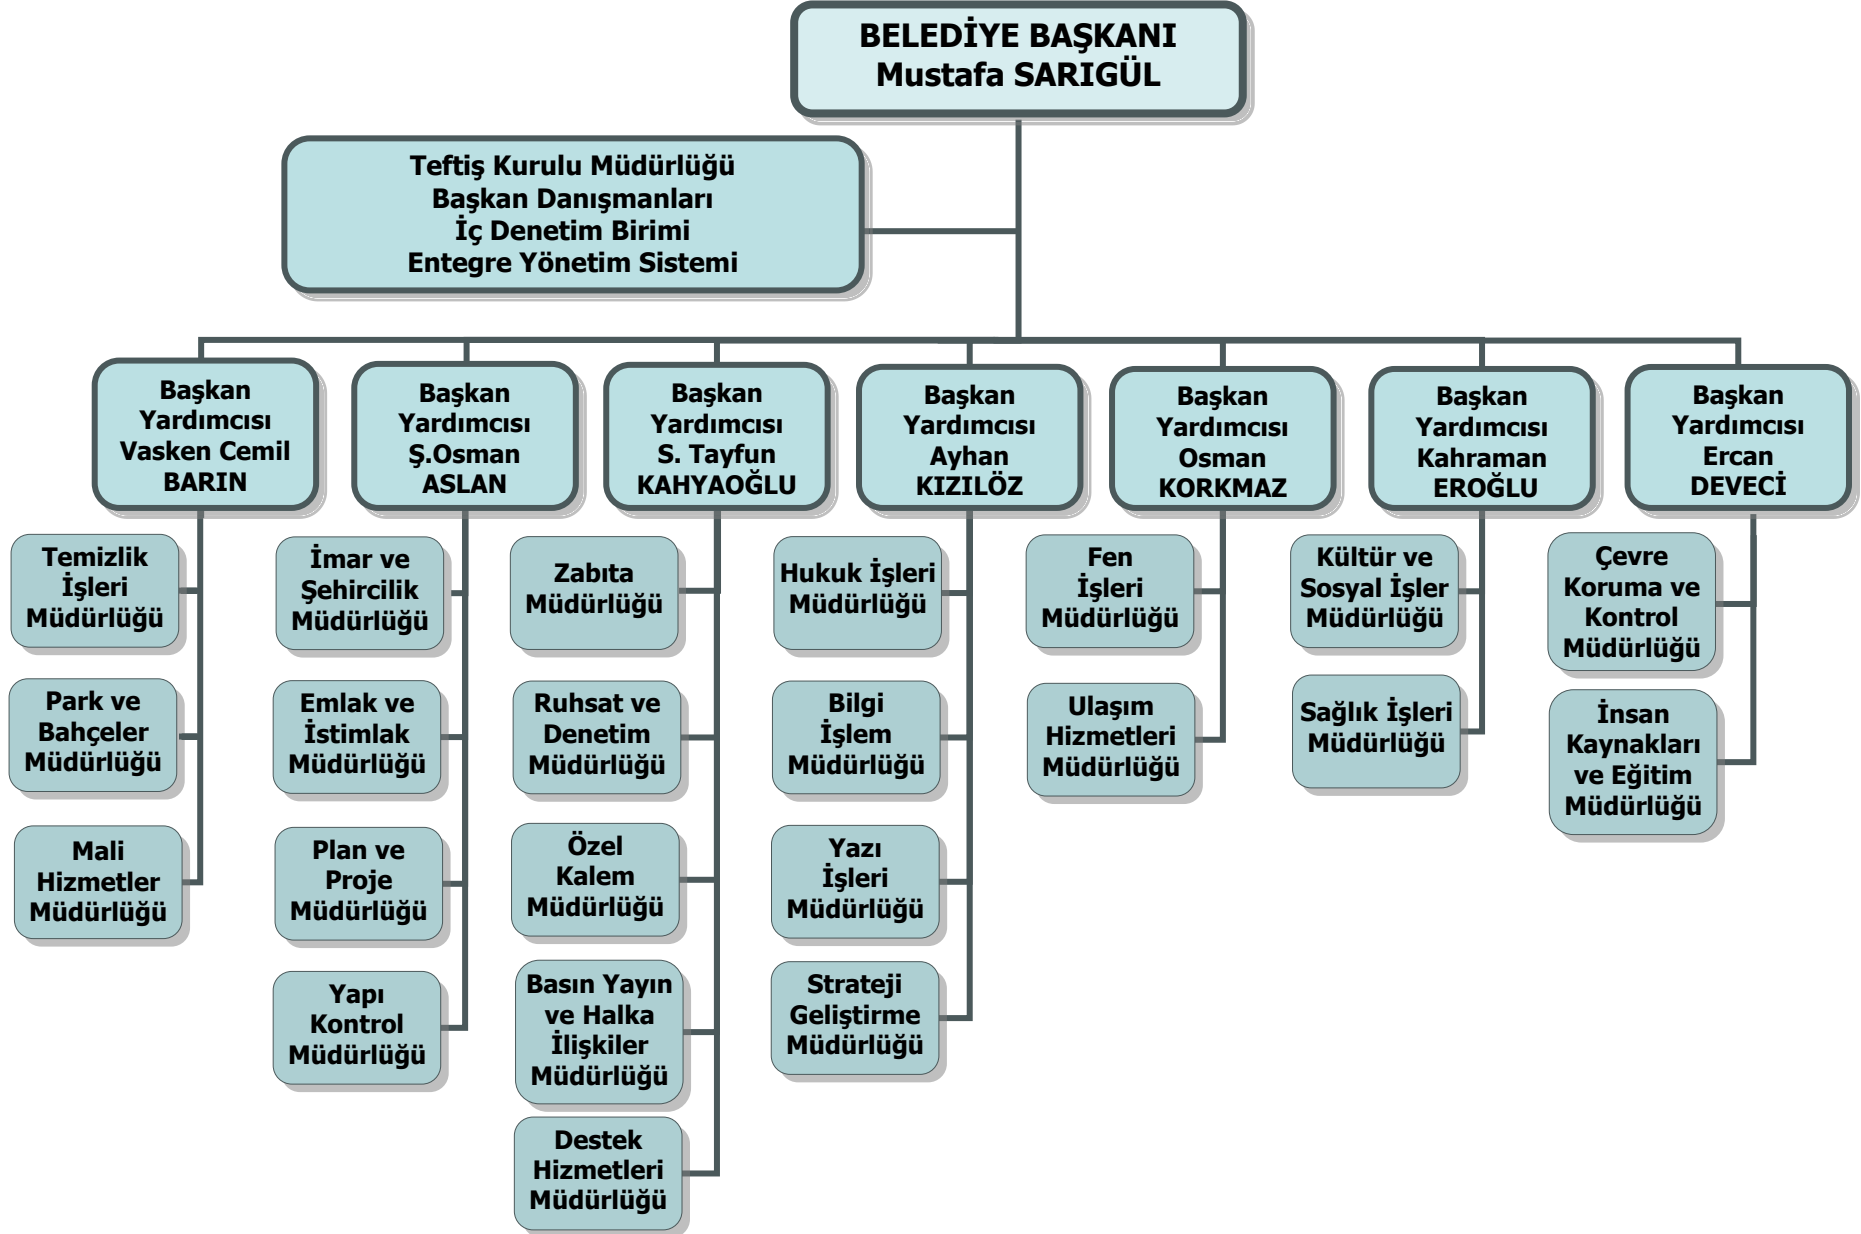 BELEDİYE BAŞKANI
Mustafa SARIGÜL
Teftiş Kurulu Müdürlüğü
Başkan Danışmanları
İç Denetim Birimi
Entegre Yönetim Sistemi
Başkan
Yardımcısı
Vasken Cemil
BARIN
Başkan
Yardımcısı
Ş.Osman
ASLAN
Başkan
Yardımcısı
S. Tayfun
KAHYAOĞLU
Başkan
Yardımcısı
Ayhan
KIZILÖZ
Başkan
Yardımcısı
Osman
KORKMAZ
Başkan
Yardımcısı
Kahraman
EROĞLU
Başkan
Yardımcısı
Ercan
DEVECİ
Temizlik
İşleri
Müdürlüğü
Park ve
Bahçeler
Müdürlüğü
Mali
Hizmetler
Müdürlüğü
İmar ve
Şehircilik
Müdürlüğü
Emlak ve
İstimlak
Müdürlüğü
Plan ve
Proje
Müdürlüğü
Yapı
Kontrol
Müdürlüğü
Zabıta
Müdürlüğü
Ruhsat ve
Denetim
Müdürlüğü
Özel
Kalem
Müdürlüğü
Basın Yayın
ve Halka
İlişkiler
Müdürlüğü
Destek
Hizmetleri
Müdürlüğü
Hukuk İşleri
Müdürlüğü
Bilgi
İşlem
Müdürlüğü
Yazı
İşleri
Müdürlüğü
Strateji
Geliştirme
Müdürlüğü
Fen
İşleri
Müdürlüğü
Ulaşım
Hizmetleri
Müdürlüğü
Kültür ve
Sosyal İşler
Müdürlüğü
Sağlık İşleri
Müdürlüğü
Çevre
Koruma ve
Kontrol
Müdürlüğü
İnsan
Kaynakları
ve Eğitim
Müdürlüğü